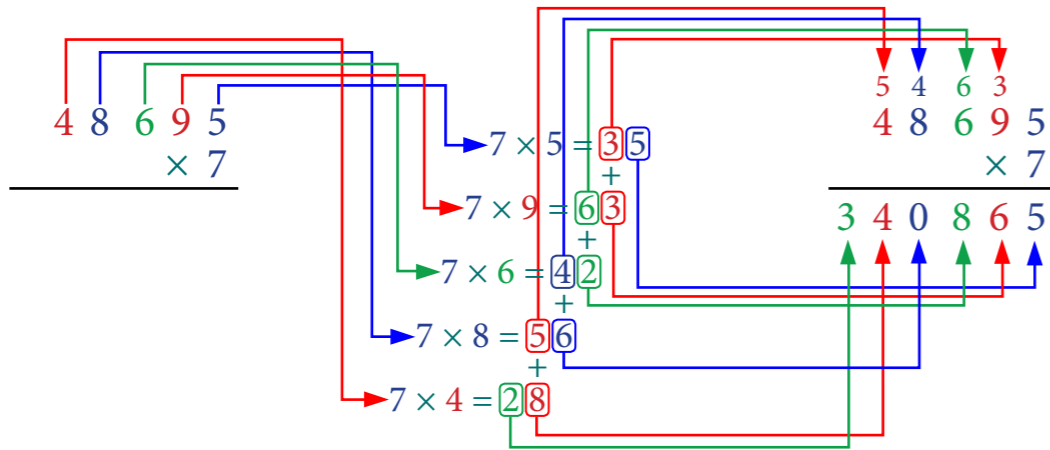 4 8 6 9 5
× 7
7 × 5 = 3 5
+
7 × 9 = 6 3
+
7 × 6 = 4 2
+
7 × 8 = 5 6
+
7 × 4 = 2 8
5 4 6 3
4 8 6 9 5
× 7
3 4 0 8 6 5